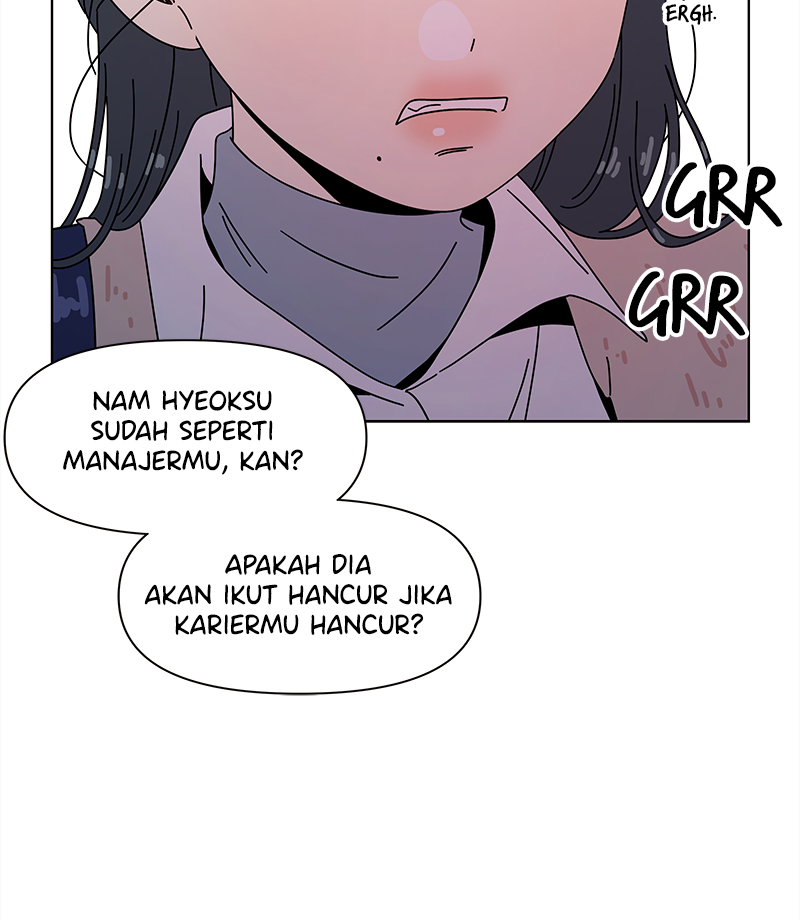 ERGH.
GRR
GRR
NAM HYEOKSU
SUDAH SEPERTI
MANAJERMU, KAN?
APAKAH DIA
AKAN IKUT HANCUR JIKA
KARIERMU HANCUR?